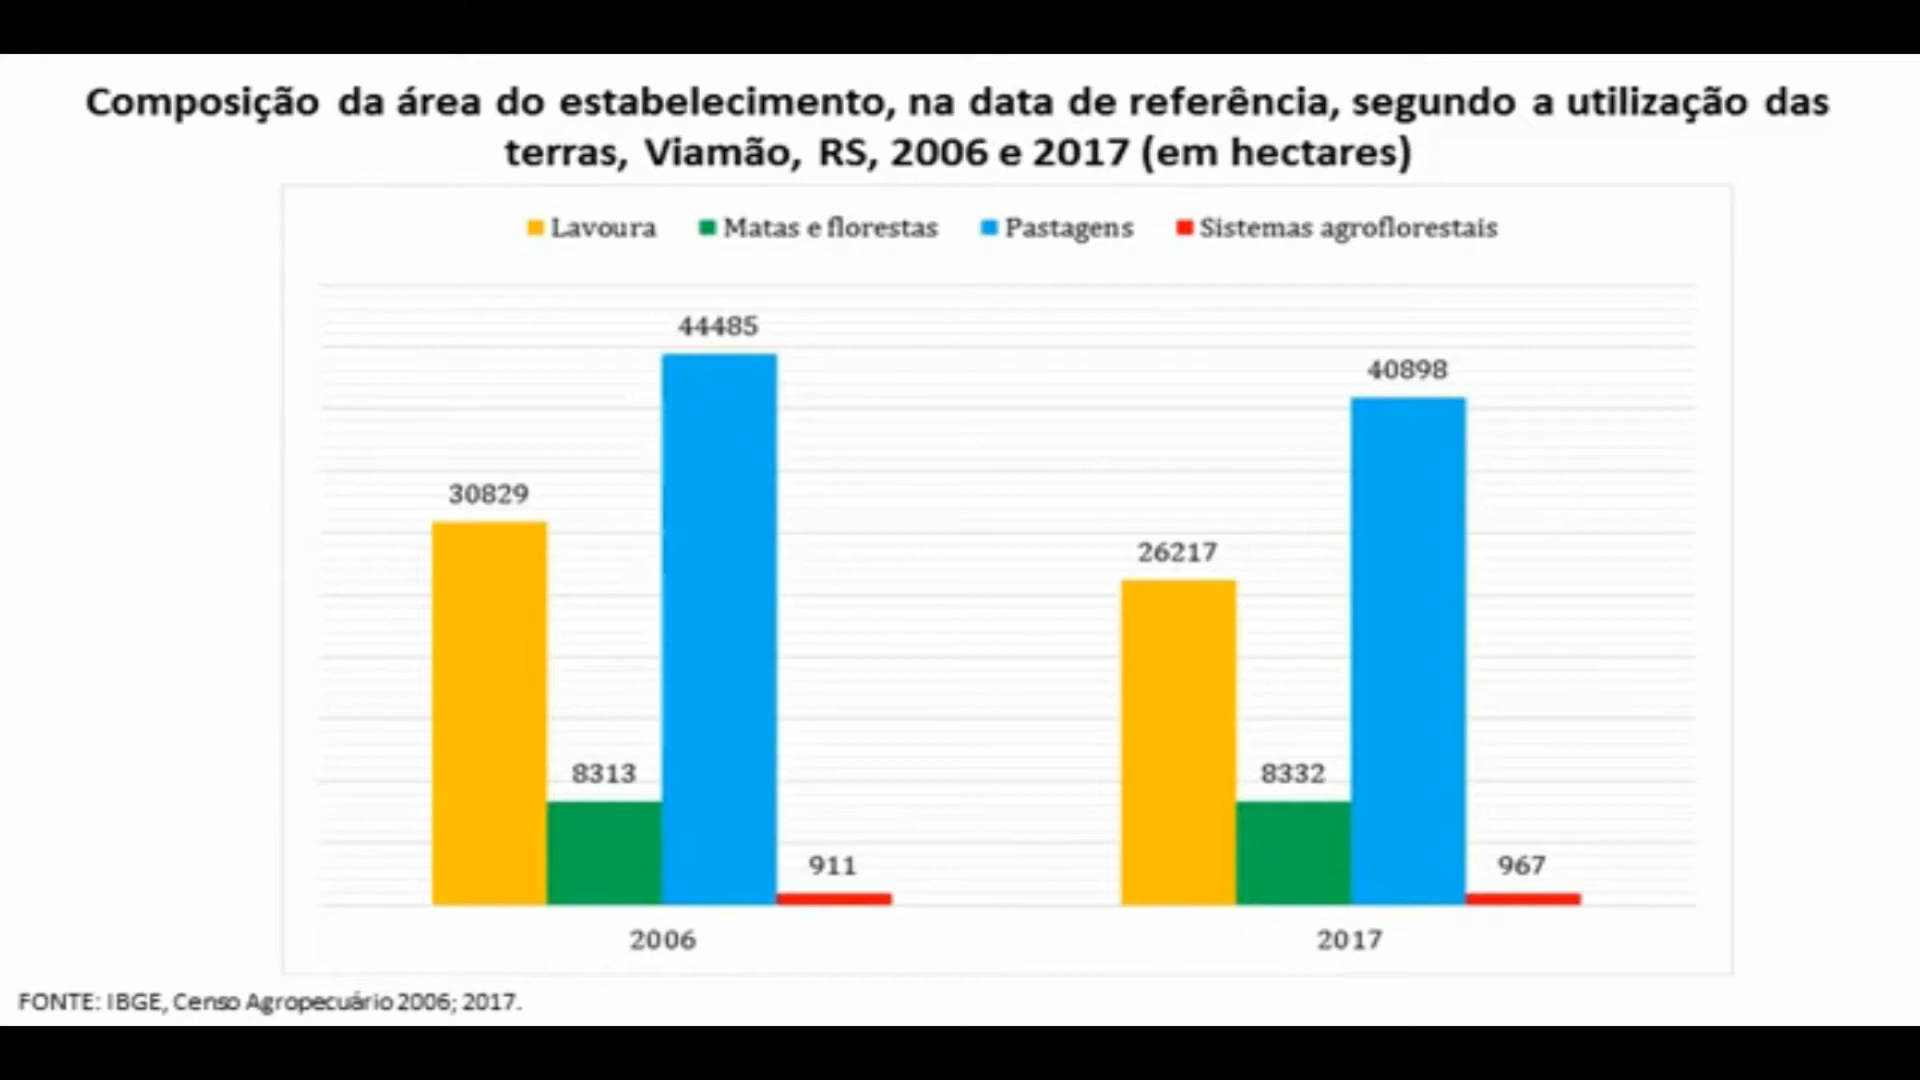 Composição da área do estabelecimento, na data de referência, segundo a utilização das
terras, Viamão, RS, 2006 e 2017 (em hectares)
Lavoura Matas e florestas Pastagens Sistemas agroflorestais
44485
40898
30829
26217
8313
8332
911
967
2006
2017
FONTE: IBGE, Censo Agropecuário 2006; 2017.